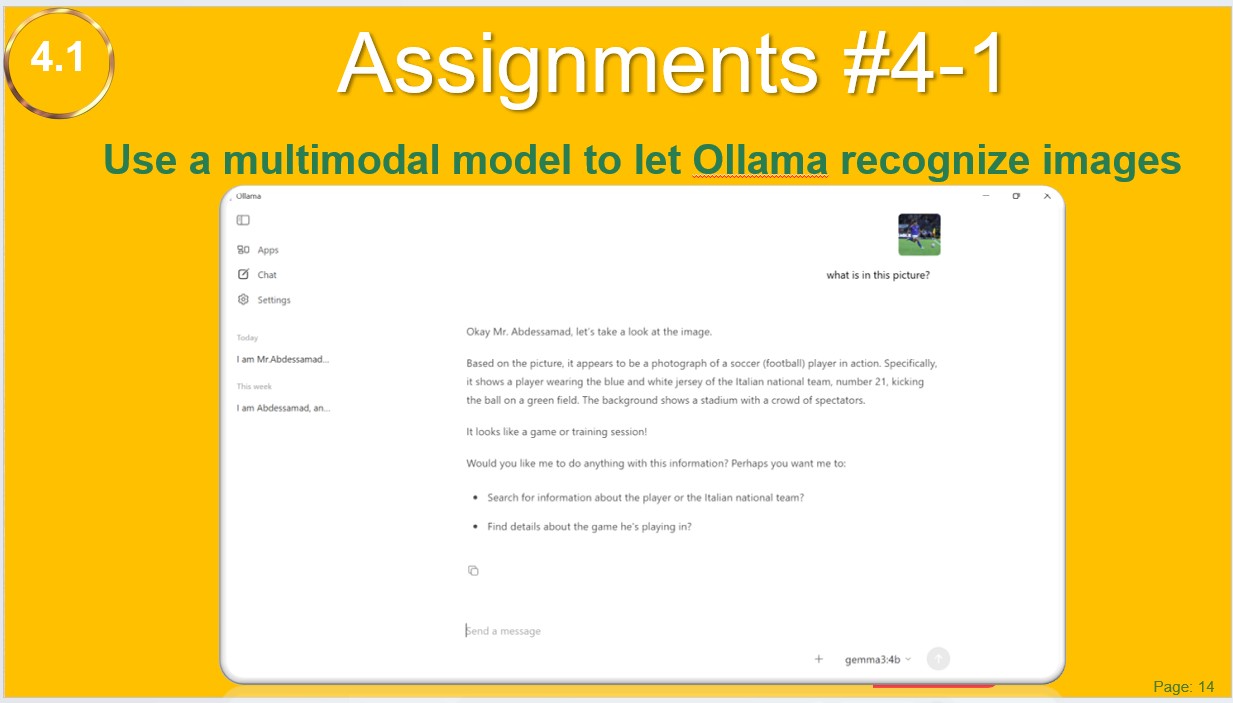 4.1
Assignments #4-1
Use a multimodal model to let Ollama recognize images
Ollama
Apps
Chat
Settings
Today
I am Mr.Abdessamad...
This week
I am Abdessamad, an...
what is in this picture?
Okay Mr. Abdessamad, let's take a look at the image.
Based on the picture, it appears to be a photograph of a soccer (football) player in action. Specifically,
it shows a player wearing the blue and white jersey of the Italian national team, number 21, kicking
the ball on a green field. The background shows a stadium with a crowd of spectators.
It looks like a game or training session!
Would you like me to do anything with this information? Perhaps you want me to:
• Search for information about the player or the Italian national team?
• Find details about the game he's playing in?
Send a message
gemma3:4b
Page: 14